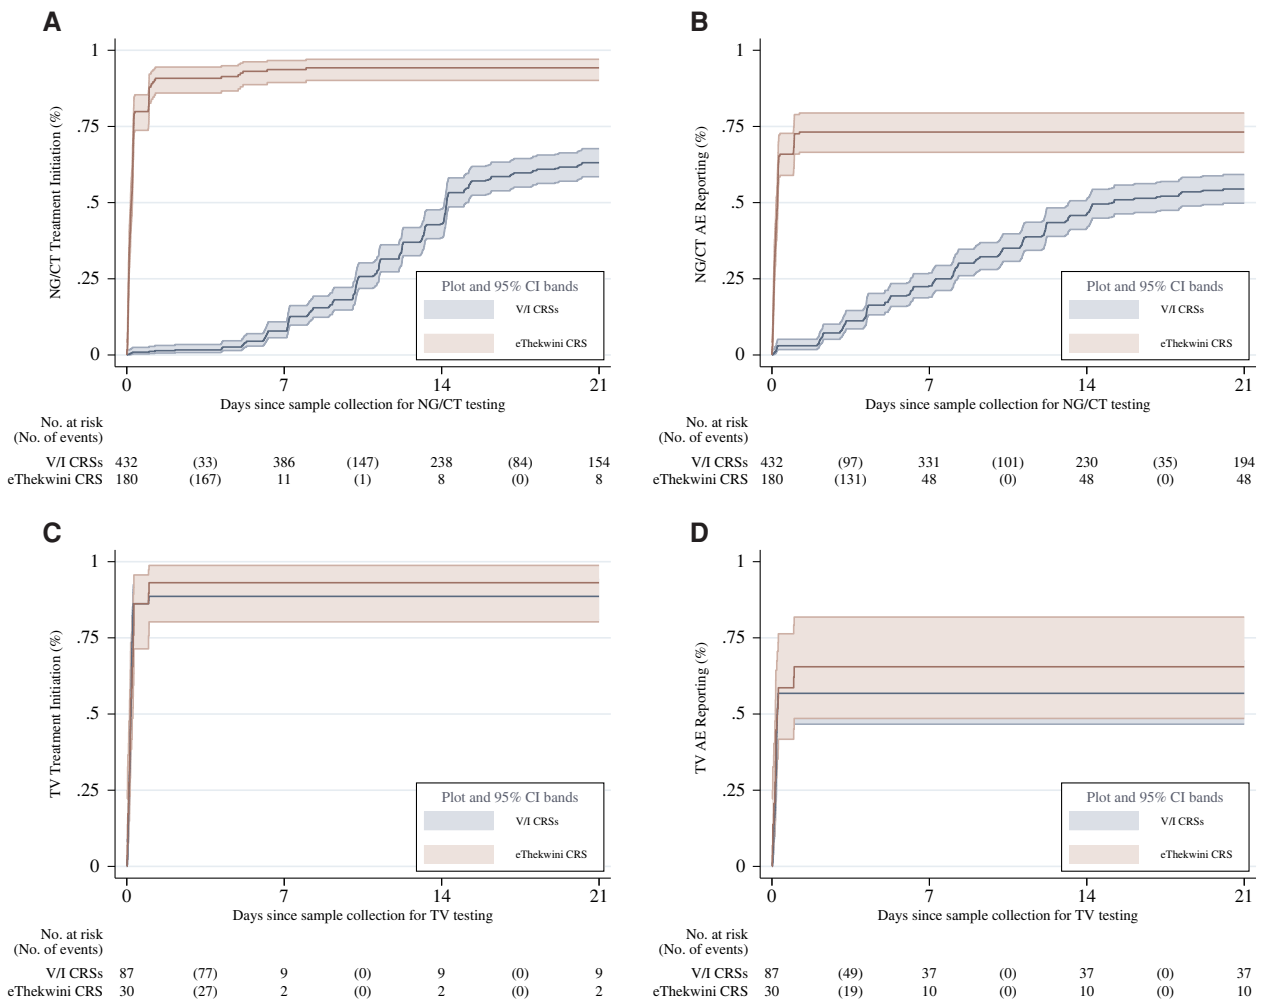 A
1
.75
.5
.25
0
NG/CT Treatment Initiation (%)
Plot and 95% CI bands
V/I CRSs
eThekwini CRS
0 7 14 21
Days since sample collection for NG/CT testing
No. at risk
(No. of events)
V/I CRSs 432 (33) 386 (147) 238 (84) 154
eThekwini CRS 180 (167) 11 (1) 8 (0) 8
B
1
.75
.5
.25
0
NG/CT AE Reporting (%)
Plot and 95% CI bands
V/I CRSs
eThekwini CRS
0 7 14 21
Days since sample collection for NG/CT testing
No. at risk
(No. of events)
V/I CRSs 432 (97) 331 (101) 230 (35) 194
eThekwini CRS 180 (131) 48 (0) 48 (0) 48
C
1
.75
.5
.25
0
TV Treatment Initiation (%)
Plot and 95% CI bands
V/I CRSs
eThekwini CRS
0 7 14 21
Days since sample collection for TV testing
No. at risk
(No. of events)
V/I CRSs 87 (77) 9 (0) 9 (0) 9
eThekwini CRS 30 (27) 2 (0) 2 (0) 2
D
1
.75
.5
.25
0
TV AE Reporting (%)
Plot and 95% CI bands
V/I CRSs
eThekwini CRS
0 7 14 21
Days since sample collection for TV testing
No. at risk
(No. of events)
V/I CRSs 87 (49) 37 (0) 37 (0) 37
eThekwini CRS 30 (19) 10 (0) 10 (0) 10